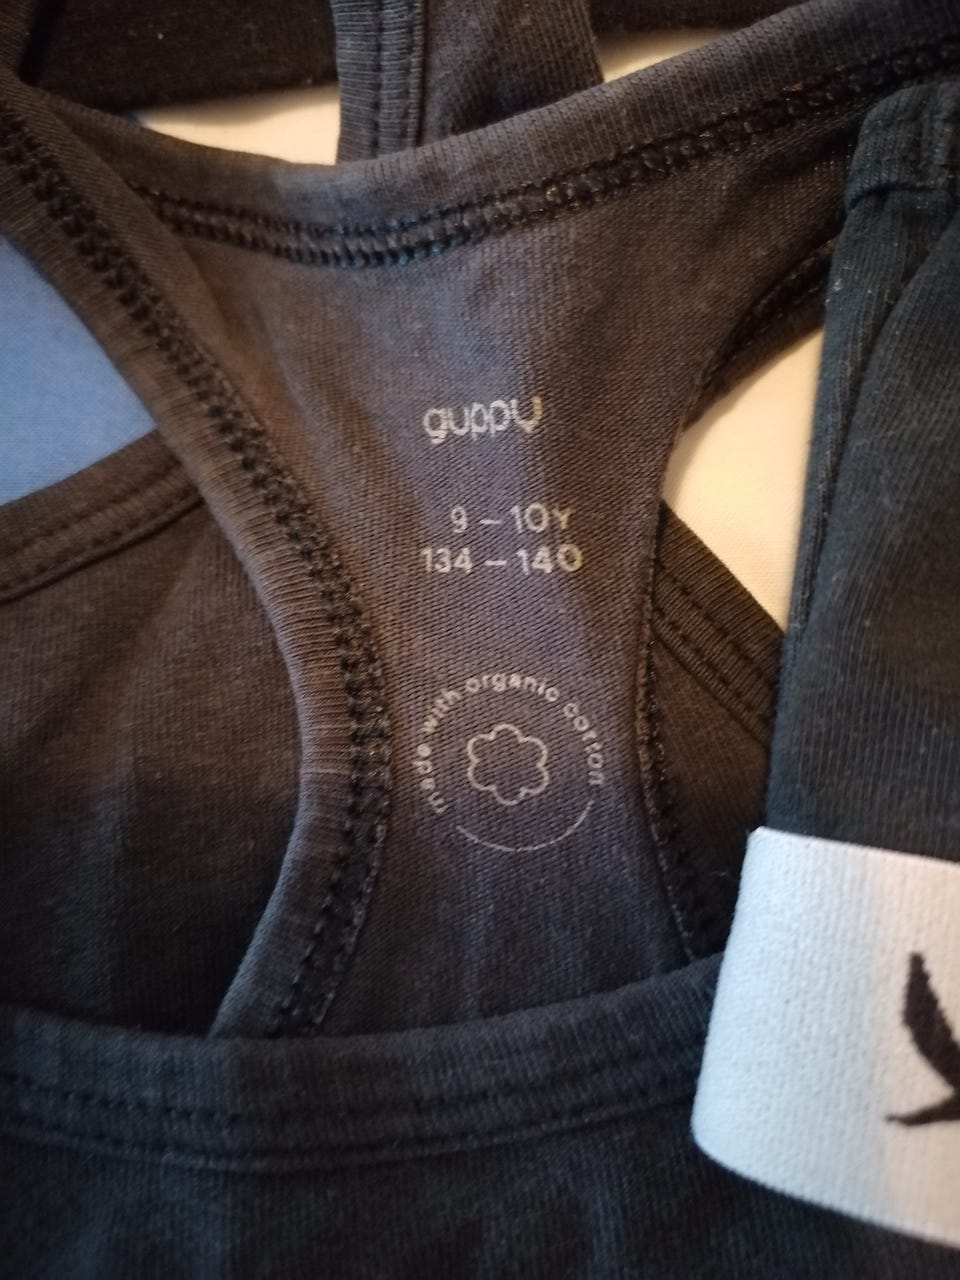 guppy
9 – 10Y
134 – 140
made with organic cotton